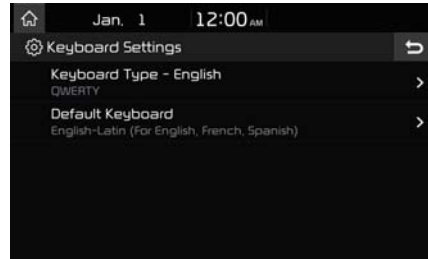 Jan. 1 12:00 AM
Keyboard Settings
Keyboard Type - English
QWERTY
Default Keyboard
English-Latin (For English, French, Spanish)